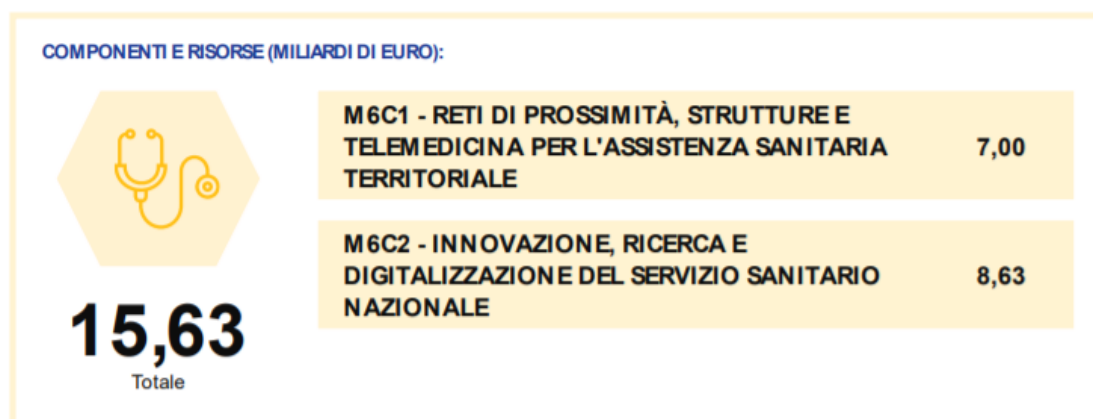 COMPONENTI E RISORSE (MILIARDI DI EURO):
M6C1 - RETI DI PROSSIMITÀ, STRUTTURE E
TELEMEDICINA PER L'ASSISTENZA SANITARIA
TERRITORIALE
7,00
M6C2 - INNOVAZIONE, RICERCA E
DIGITALIZZAZIONE DEL SERVIZIO SANITARIO
NAZIONALE
8,63
15,63
Totale